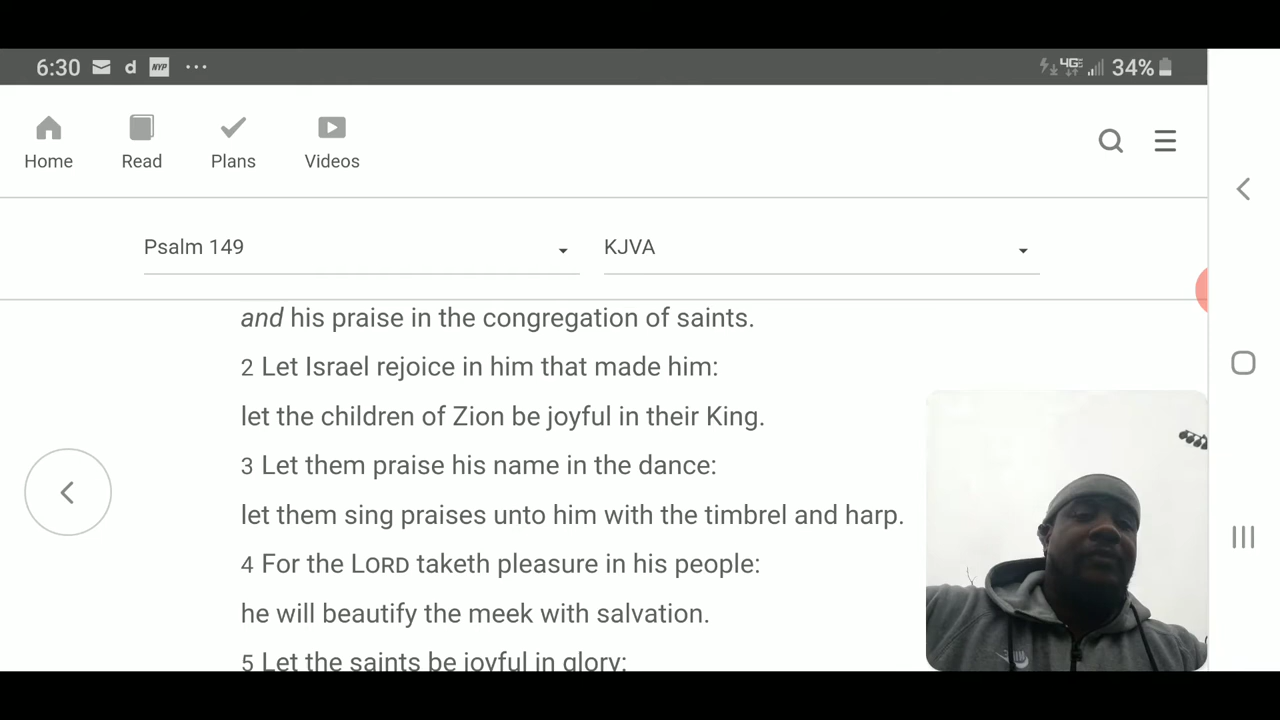 6:30 d NYP ... 4GE 34%
Home Read Plans Videos
Psalm 149 KJVA
and his praise in the congregation of saints.
2 Let Israel rejoice in him that made him:
let the children of Zion be joyful in their King.
3 Let them praise his name in the dance:
let them sing praises unto him with the timbrel and harp.
4 For the LORD taketh pleasure in his people:
he will beautify the meek with salvation.
5 Let the saints be joyful in glory:
NIKE